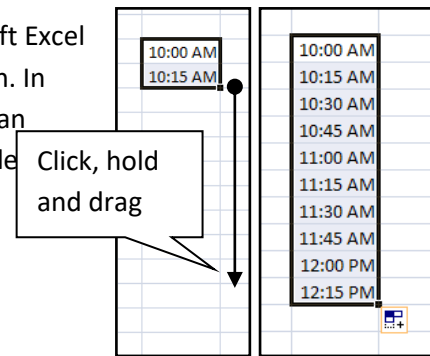 ft Excel
n. In
an
le
Click, hold
and drag
10:00 AM
10:15 AM
10:00 AM
10:15 AM
10:30 AM
10:45 AM
11:00 AM
11:15 AM
11:30 AM
11:45 AM
12:00 PM
12:15 PM